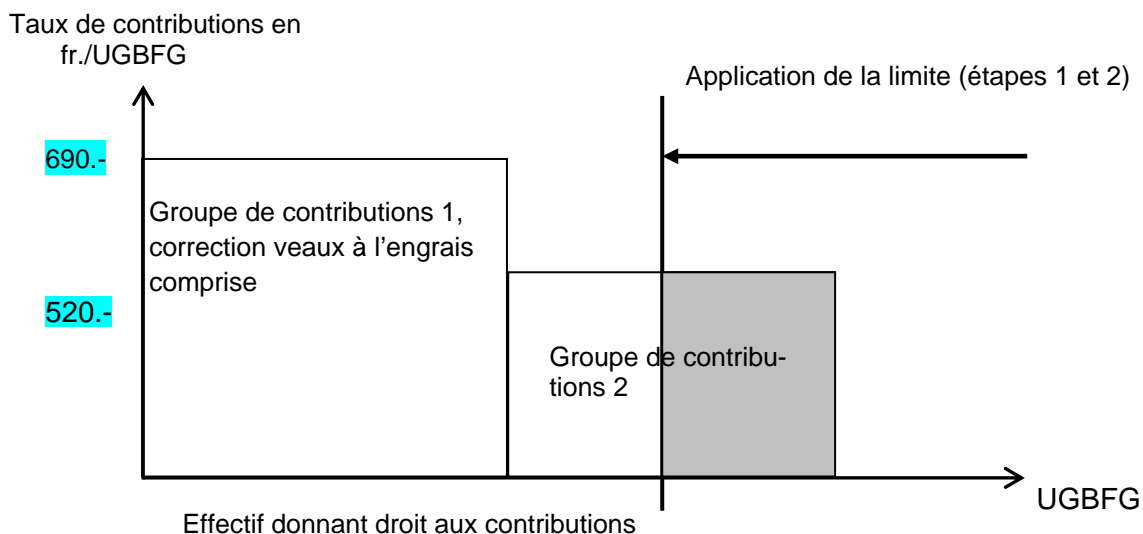 Taux de contributions en
fr./UGBFG
Application de la limite (étapes 1 et 2)
690.-
Groupe de contributions 1,
correction veaux à l'engrais
comprise
520.-
Groupe de contribu-
tions 2
UGBFG
Effectif donnant droit aux contributions